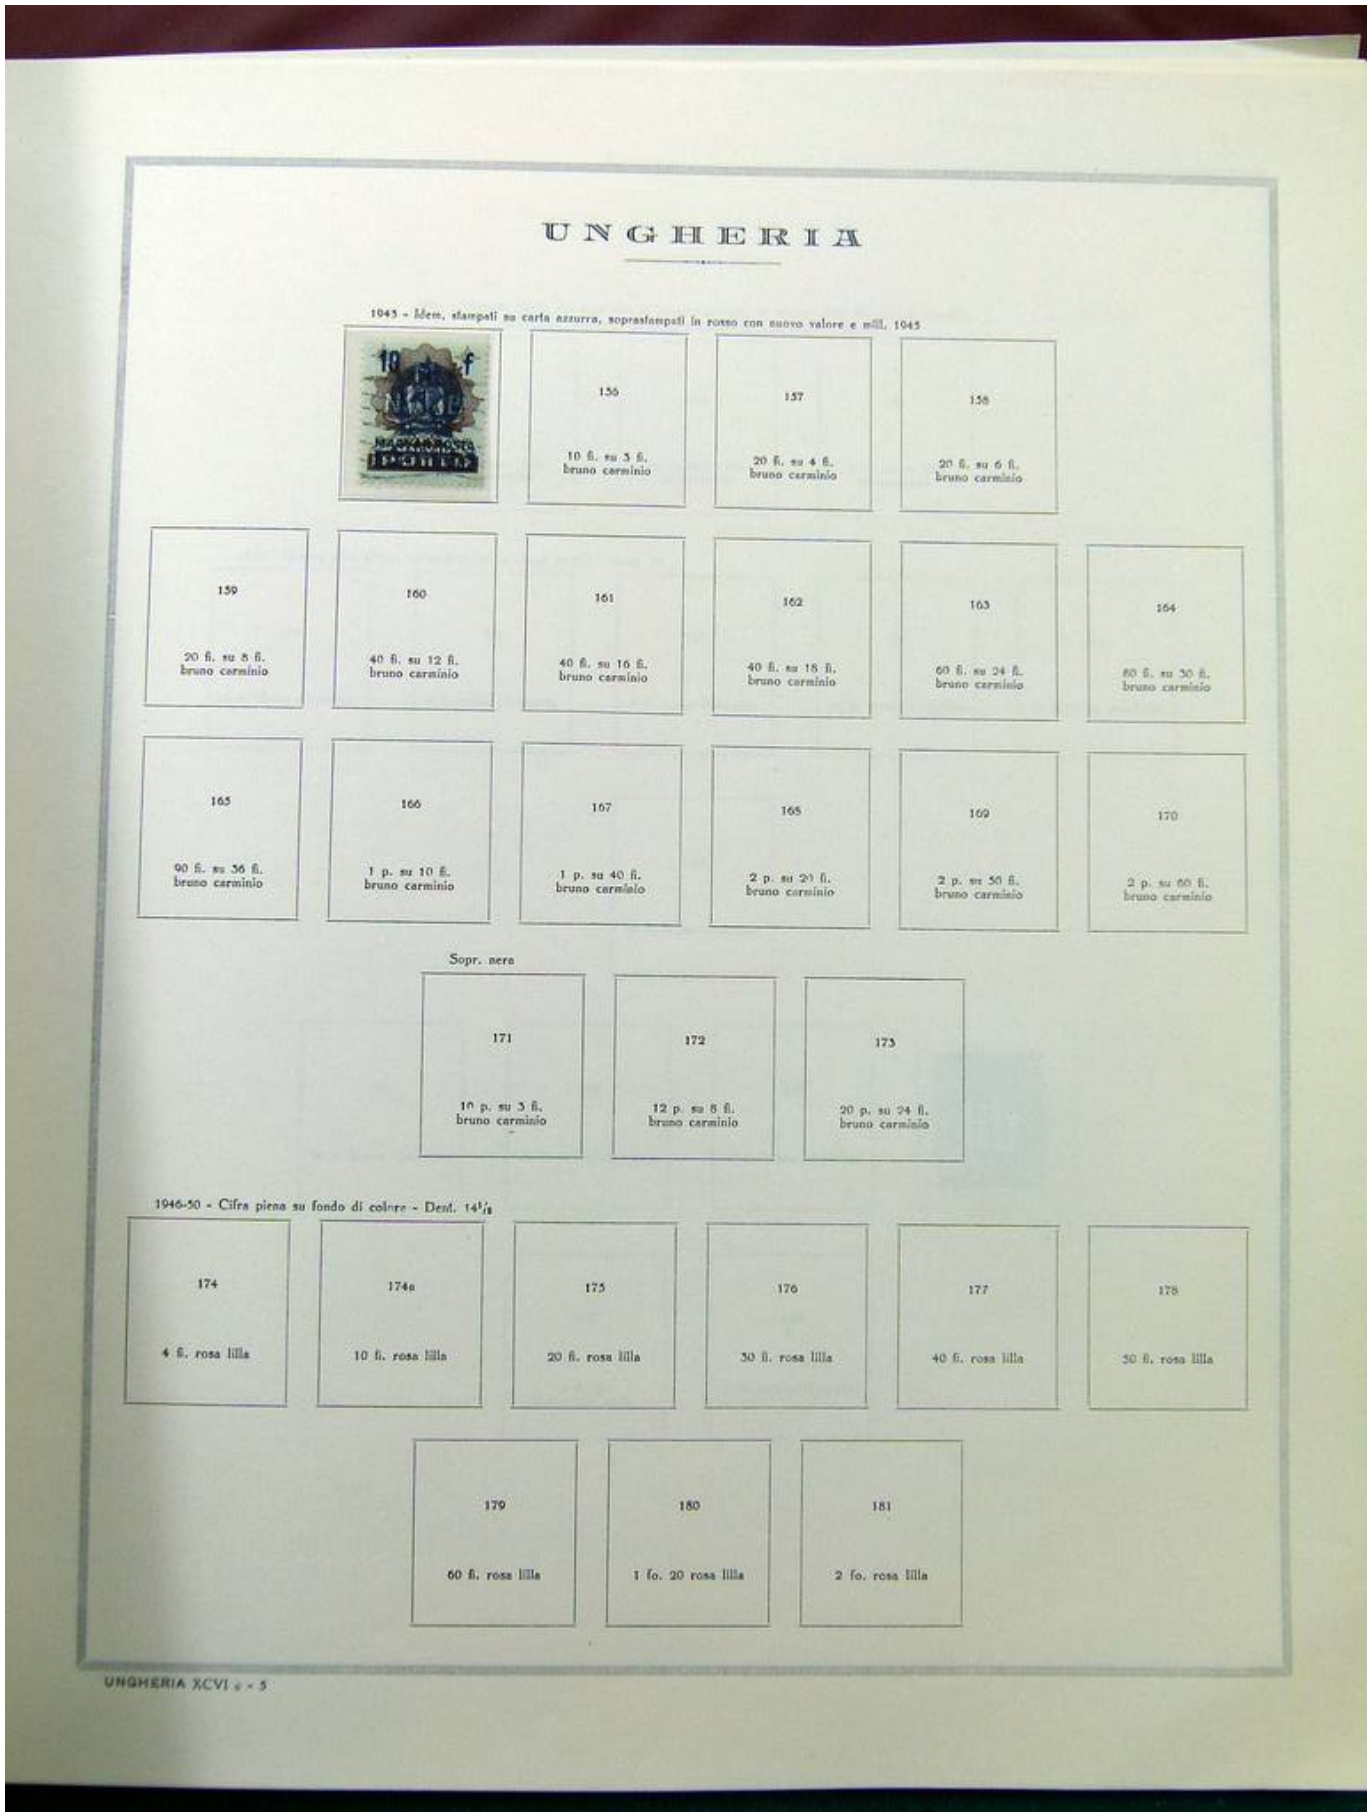 UNGHERIA
1945 - Idem, stampati su carta azzurra, soprastampati in rosso con nuovo valore e mill. 1945
10 f
MAGYAR POSTA
156
10 fi. su 3 fi.
bruno carminio
157
20 fi. su 4 fi.
bruno carminio
158
20 fi. su 6 fi.
bruno carminio
159
20 fi. su 8 fi.
bruno carminio
160
40 fi. su 12 fi.
bruno carminio
161
40 fi. su 16 fi.
bruno carminio
162
40 fi. su 18 fi.
bruno carminio
163
60 fi. su 24 fi.
bruno carminio
164
60 fi. su 30 fi.
bruno carminio
165
90 fi. su 36 fi.
bruno carminio
166
1 p. su 10 fi.
bruno carminio
167
1 p. su 40 fi.
bruno carminio
168
2 p. su 20 fi.
bruno carminio
169
2 p. su 50 fi.
bruno carminio
170
2 p. su 60 fi.
bruno carminio
Sopr. nera
171
10 p. su 3 fi.
bruno carminio
172
12 p. su 8 fi.
bruno carminio
173
20 p. su 24 fi.
bruno carminio
1946-50 - Cifra piena su fondo di colore - Dent. 14½
174
4 fi. rosa lilla
174a
10 fi. rosa lilla
175
20 fi. rosa lilla
176
30 fi. rosa lilla
177
40 fi. rosa lilla
178
50 fi. rosa lilla
179
60 fi. rosa lilla
180
1 fo. 20 rosa lilla
181
2 fo. rosa lilla
UNGHERIA XCVI - 5